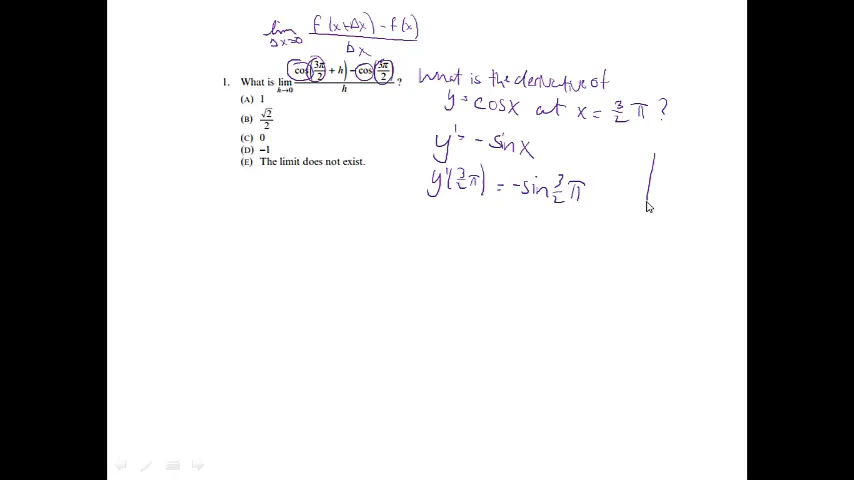 lim Δx→0 f(x+Δx) - f(x) / Δx
1. What is lim h→0 cos(3π/2 + h) − cos(3π/2) / h ?
(A) 1
(B) √2/2
(C) 0
(D) −1
(E) The limit does not exist.
What is the derivative of
y = cosx at x = 3/2 π ?
y' = - sinx
y'(3/2 π) = -sin 3/2 π